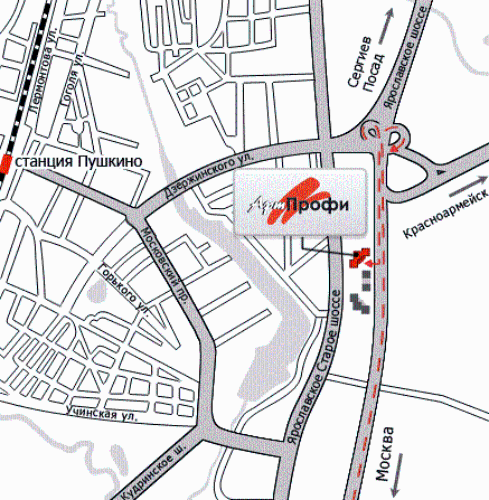 Лермонтова ул.
Гоголя ул.
Сергиев
Посад
Ярославское шоссе
станция Пушкино
Дзержинского ул.
Арт Профи
Красноармейск
Московский пр.
Горького ул.
Ярославское Старое шоссе
Учинская ул.
Кудринское ш.
Москва